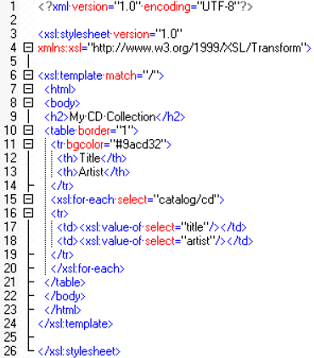 1 <?xml version="1.0" encoding="UTF-8"?>
2
3 <xsl:stylesheet version="1.0"
4 xmlns:xsl="http://www.w3.org/1999/XSL/Transform">
5
6 <xsl:template match="/">
7 <html>
8 <body>
9 <h2>My CD Collection</h2>
10 <table border="1">
11 <tr bgcolor="#9acd32">
12 <th>Title</th>
13 <th>Artist</th>
14 </tr>
15 <xsl:for-each select="catalog/cd">
16 <tr>
17 <td><xsl:value-of select="title"/></td>
18 <td><xsl:value-of select="artist"/></td>
19 </tr>
20 </xsl:for-each>
21 </table>
22 </body>
23 </html>
24 </xsl:template>
25
26 </xsl:stylesheet>